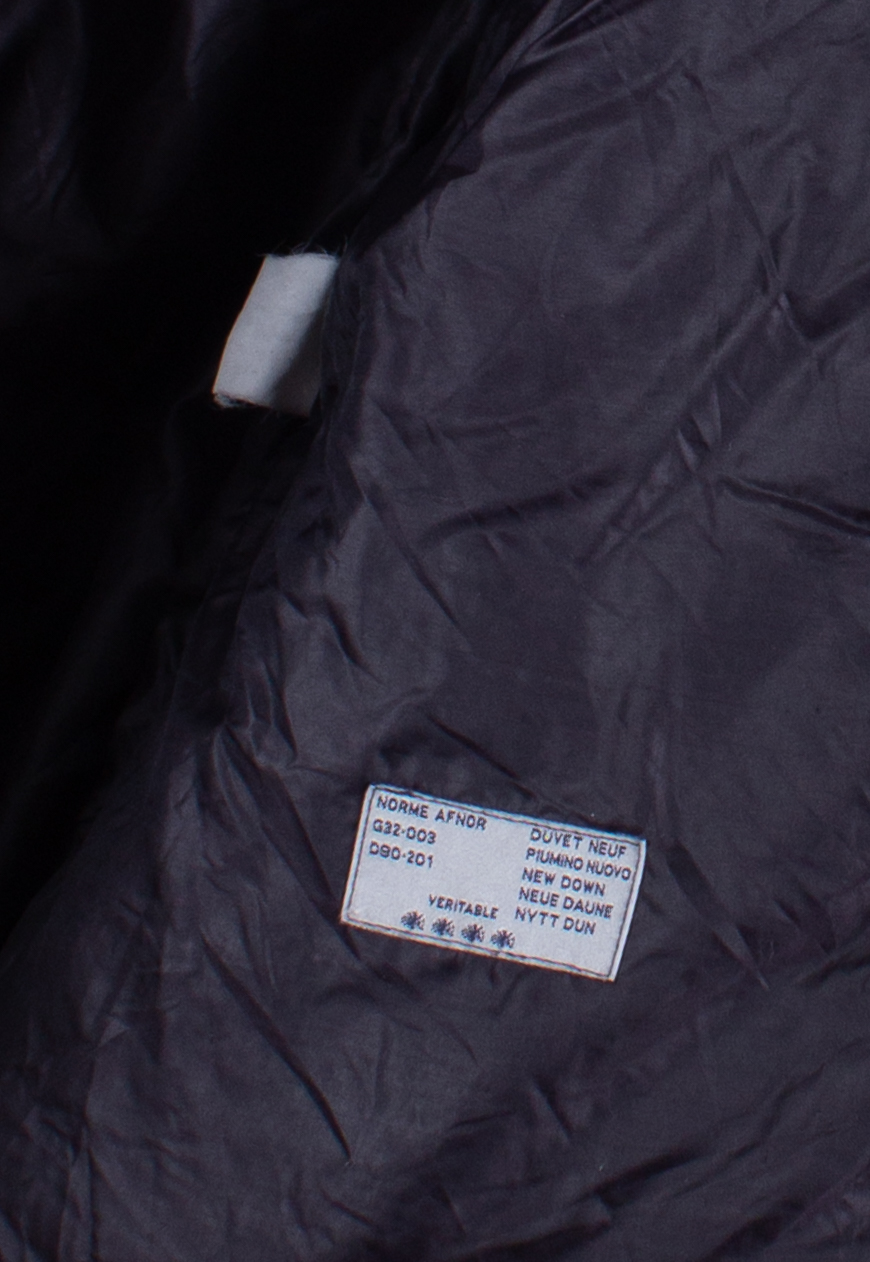 NORME AFNOR
G32-003
D90-201
VERITABLE
DUVET NEUF
PIUMINO NUOVO
NEW DOWN
NEUE DAUNE
NYTT DUN